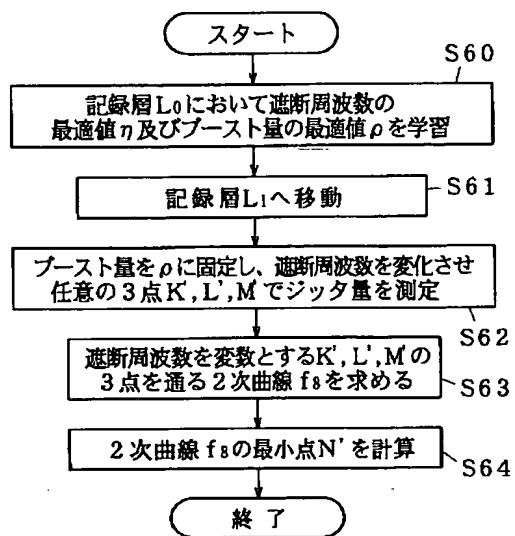 スタート
S60
記録層L₀において遮断周波数の
最適値η及びブースト量の最適値ρを学習
S61
記録層L₁へ移動
ブースト量をρに固定し、遮断周波数を変化させ
任意の3点K',L',M'でジッタ量を測定
S62
遮断周波数を変数とするK',L',M'の
3点を通る2次曲線f₈を求める
S63
2次曲線f₈の最小点N'を計算
S64
終了